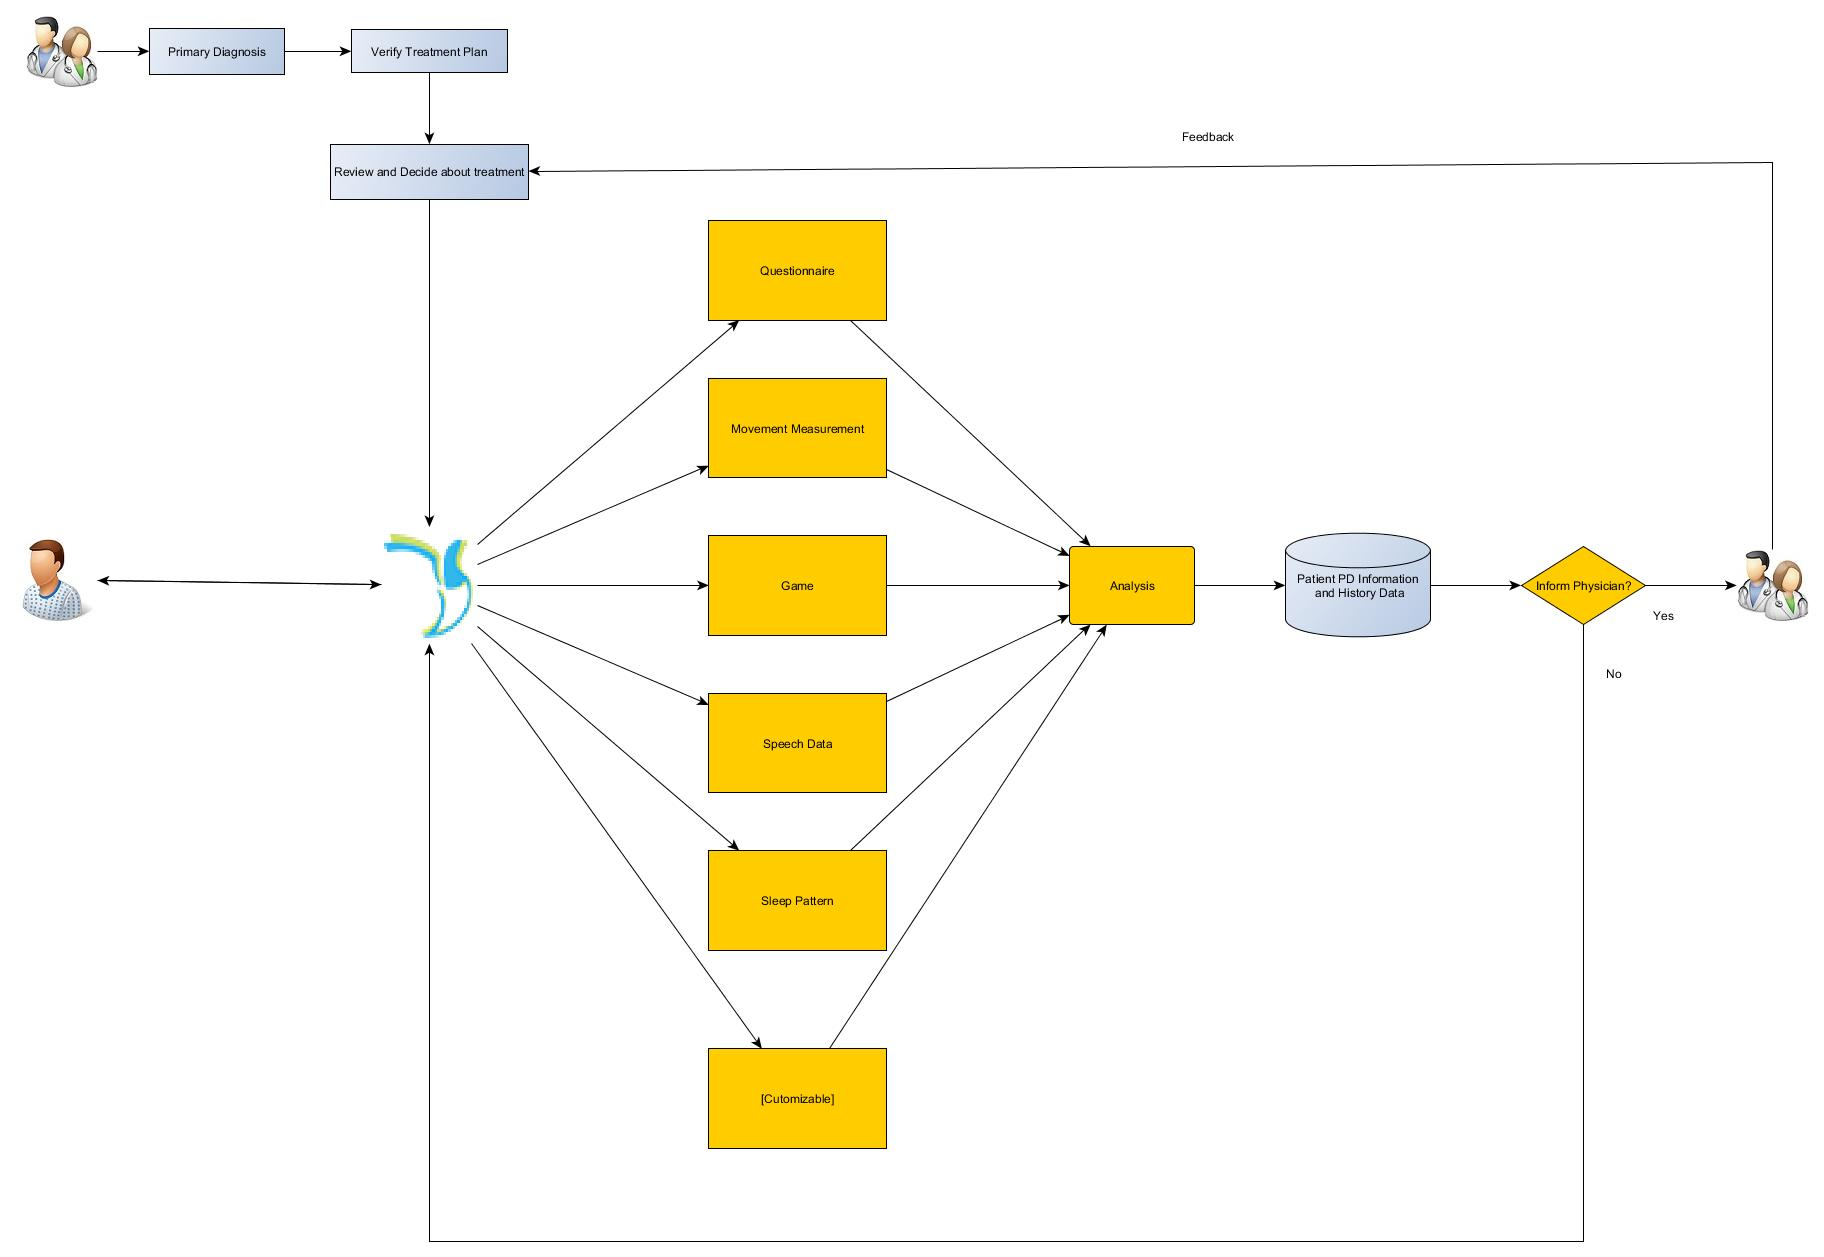 Primary Diagnosis
Verify Treatment Plan
Feedback
Review and Decide about treatment
Questionnaire
Movement Measurement
Game
Analysis
Patient PD Information
and History Data
Inform Physician?
Yes
No
Speech Data
Sleep Pattern
[Cutomizable]